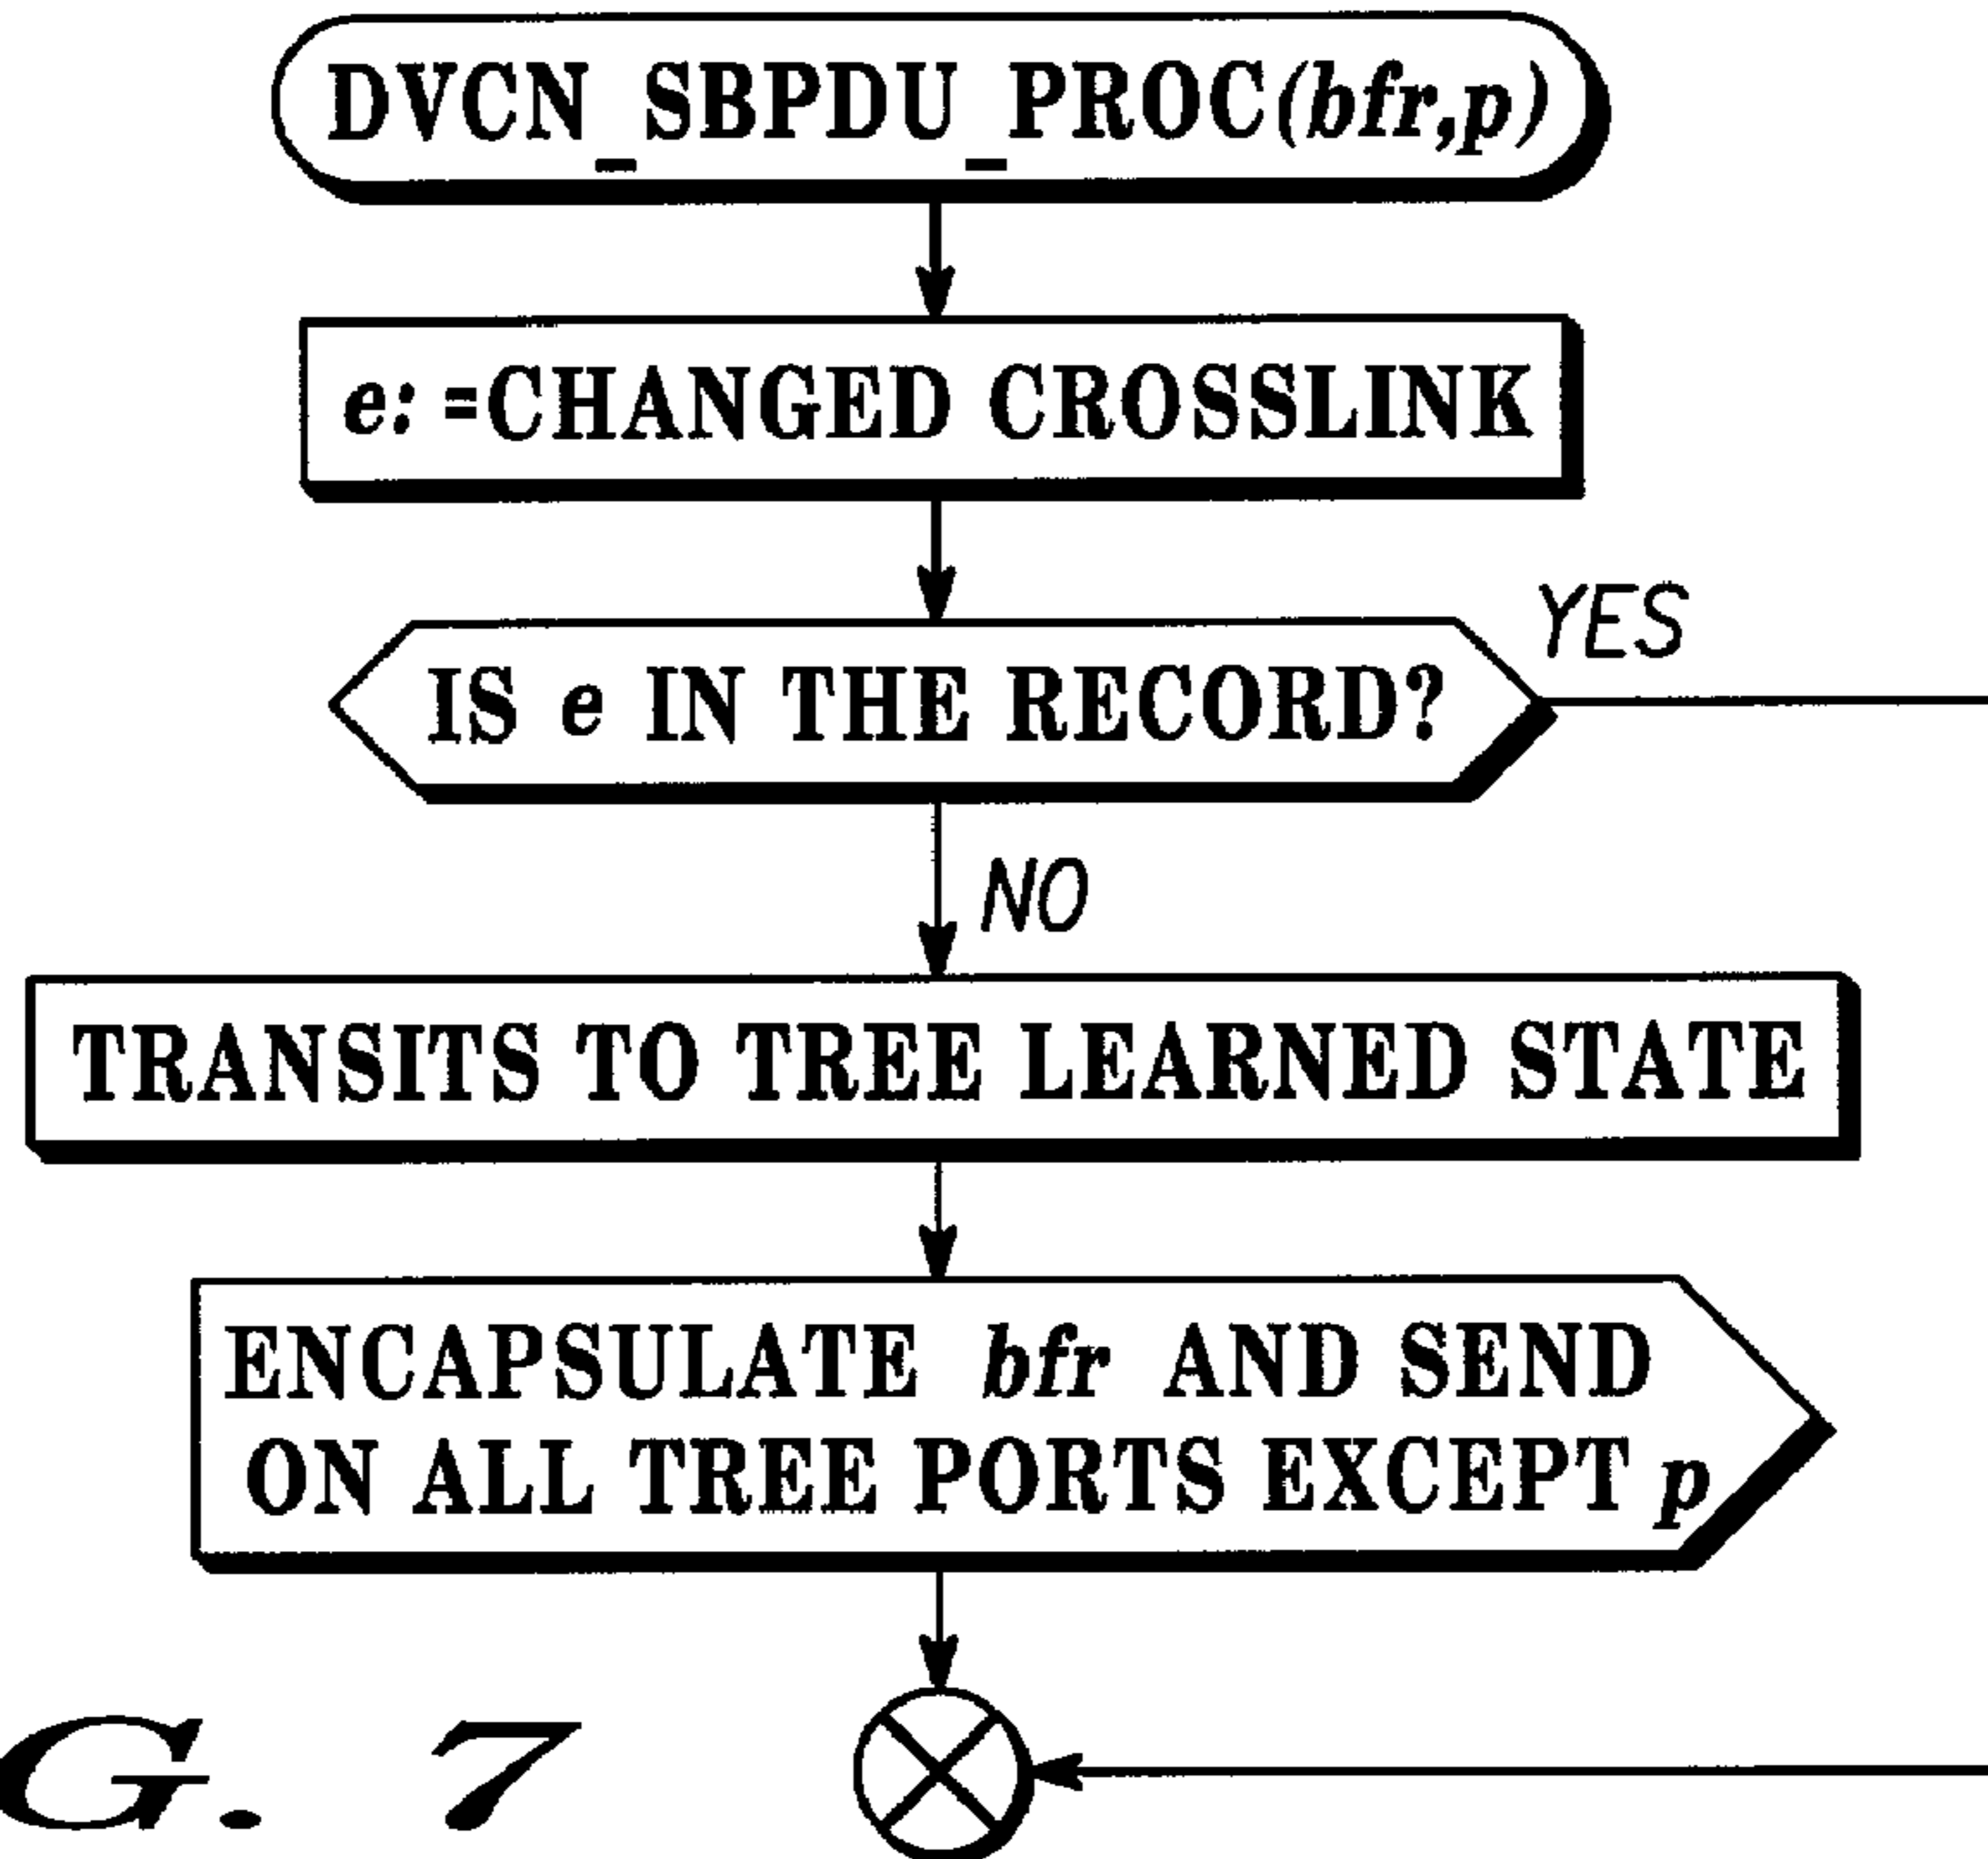 DVCN_SBPDU_PROC(bfr,p)
e:=CHANGED CROSSLINK
YES
IS e IN THE RECORD?
NO
TRANSITS TO TREE LEARNED STATE
ENCAPSULATE bfr AND SEND
ON ALL TREE PORTS EXCEPT p
G. 7